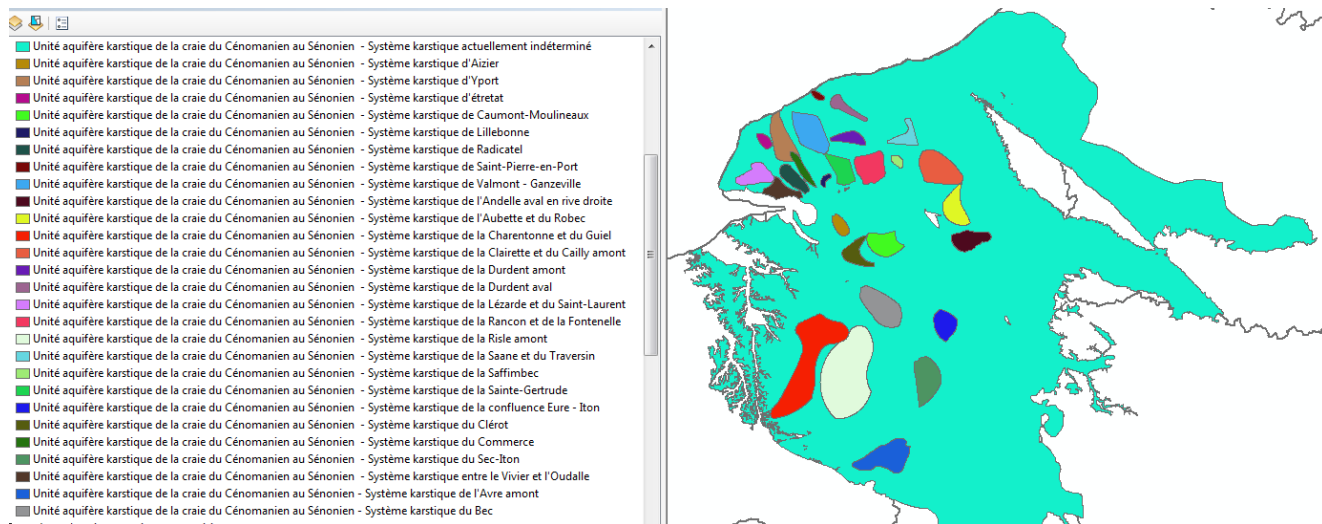 Unité aquifère karstique de la craie du Cénomanien au Sénonien - Système karstique actuellement indéterminé
Unité aquifère karstique de la craie du Cénomanien au Sénonien - Système karstique d'Aizier
Unité aquifère karstique de la craie du Cénomanien au Sénonien - Système karstique d'Yport
Unité aquifère karstique de la craie du Cénomanien au Sénonien - Système karstique d'étretat
Unité aquifère karstique de la craie du Cénomanien au Sénonien - Système karstique de Caumont-Moulineaux
Unité aquifère karstique de la craie du Cénomanien au Sénonien - Système karstique de Lillebonne
Unité aquifère karstique de la craie du Cénomanien au Sénonien - Système karstique de Radicatel
Unité aquifère karstique de la craie du Cénomanien au Sénonien - Système karstique de Saint-Pierre-en-Port
Unité aquifère karstique de la craie du Cénomanien au Sénonien - Système karstique de Valmont - Ganzeville
Unité aquifère karstique de la craie du Cénomanien au Sénonien - Système karstique de l'Andelle aval en rive droite
Unité aquifère karstique de la craie du Cénomanien au Sénonien - Système karstique de l'Aubette et du Robec
Unité aquifère karstique de la craie du Cénomanien au Sénonien - Système karstique de la Charentonne et du Guiel
Unité aquifère karstique de la craie du Cénomanien au Sénonien - Système karstique de la Clairette et du Cailly amont
Unité aquifère karstique de la craie du Cénomanien au Sénonien - Système karstique de la Durdent amont
Unité aquifère karstique de la craie du Cénomanien au Sénonien - Système karstique de la Durdent aval
Unité aquifère karstique de la craie du Cénomanien au Sénonien - Système karstique de la Lézarde et du Saint-Laurent
Unité aquifère karstique de la craie du Cénomanien au Sénonien - Système karstique de la Rancon et de la Fontenelle
Unité aquifère karstique de la craie du Cénomanien au Sénonien - Système karstique de la Risle amont
Unité aquifère karstique de la craie du Cénomanien au Sénonien - Système karstique de la Saane et du Traversin
Unité aquifère karstique de la craie du Cénomanien au Sénonien - Système karstique de la Saffimbec
Unité aquifère karstique de la craie du Cénomanien au Sénonien - Système karstique de la Sainte-Gertrude
Unité aquifère karstique de la craie du Cénomanien au Sénonien - Système karstique de la confluence Eure - Iton
Unité aquifère karstique de la craie du Cénomanien au Sénonien - Système karstique du Clérot
Unité aquifère karstique de la craie du Cénomanien au Sénonien - Système karstique du Commerce
Unité aquifère karstique de la craie du Cénomanien au Sénonien - Système karstique du Sec-Iton
Unité aquifère karstique de la craie du Cénomanien au Sénonien - Système karstique entre le Vivier et l'Oudalle
Unité aquifère karstique de la craie du Cénomanien au Sénonien - Système karstique de l'Avre amont
Unité aquifère karstique de la craie du Cénomanien au Sénonien - Système karstique du Bec